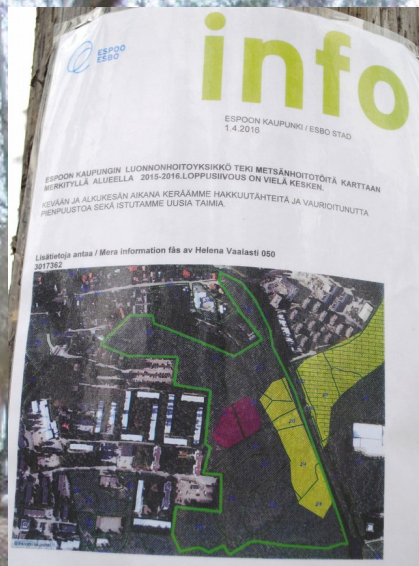 ESPOO
ESBO
info
ESPOON KAUPUNKI / ESBO STAD
1.4.2016
ESPOON KAUPUNGIN LUONNONHOITOYKSIKKÖ TEKI METSÄNHOITOTÖITÄ KARTTAAN
MERKITYLLÄ ALUEELLA 2015-2016.LOPPUSIIVOUS ON VIELÄ KESKEN.
KEVÄÄN JA ALKUKESÄN AIKANA KERÄÄMME HAKKUUTÄHTEITÄ JA VAURIOITUNUTTA
PIENPUUSTOA SEKÄ ISTUTAMME UUSIA TAIMIA.
Lisätietoja antaa / Mera information fås av Helena Vaalasti 050
3017362